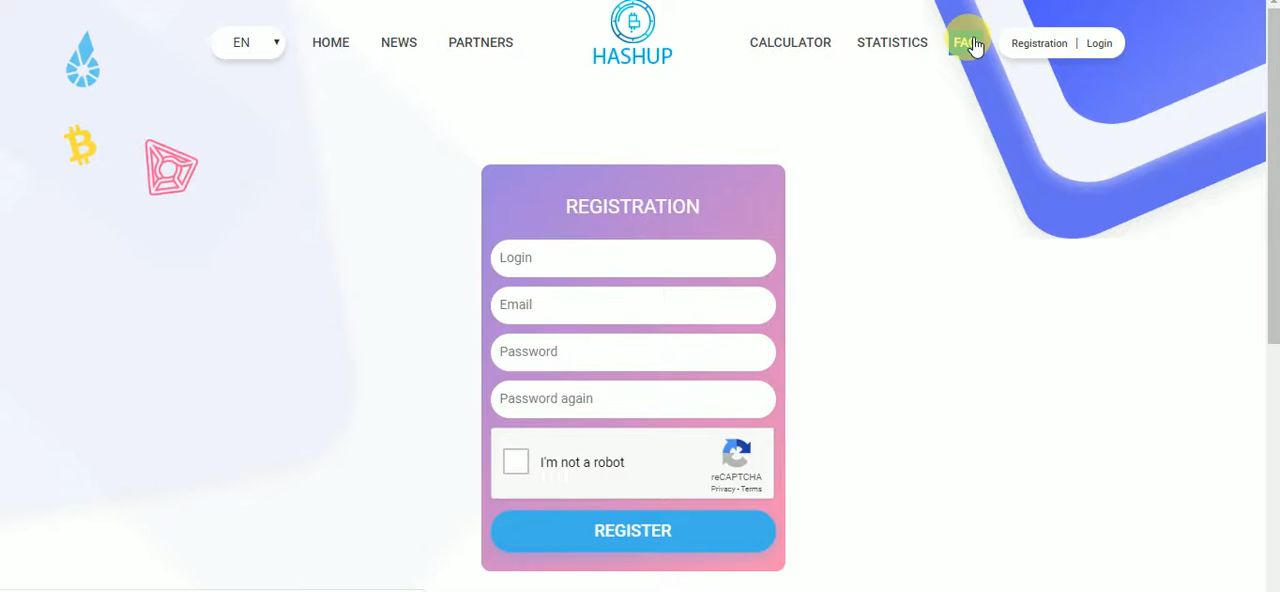 EN
HOME
NEWS
PARTNERS
HASHUP
CALCULATOR
STATISTICS
Registration | Login
REGISTRATION
Login
Email
Password
Password again
I'm not a robot
reCAPTCHA
Privacy - Terms
REGISTER